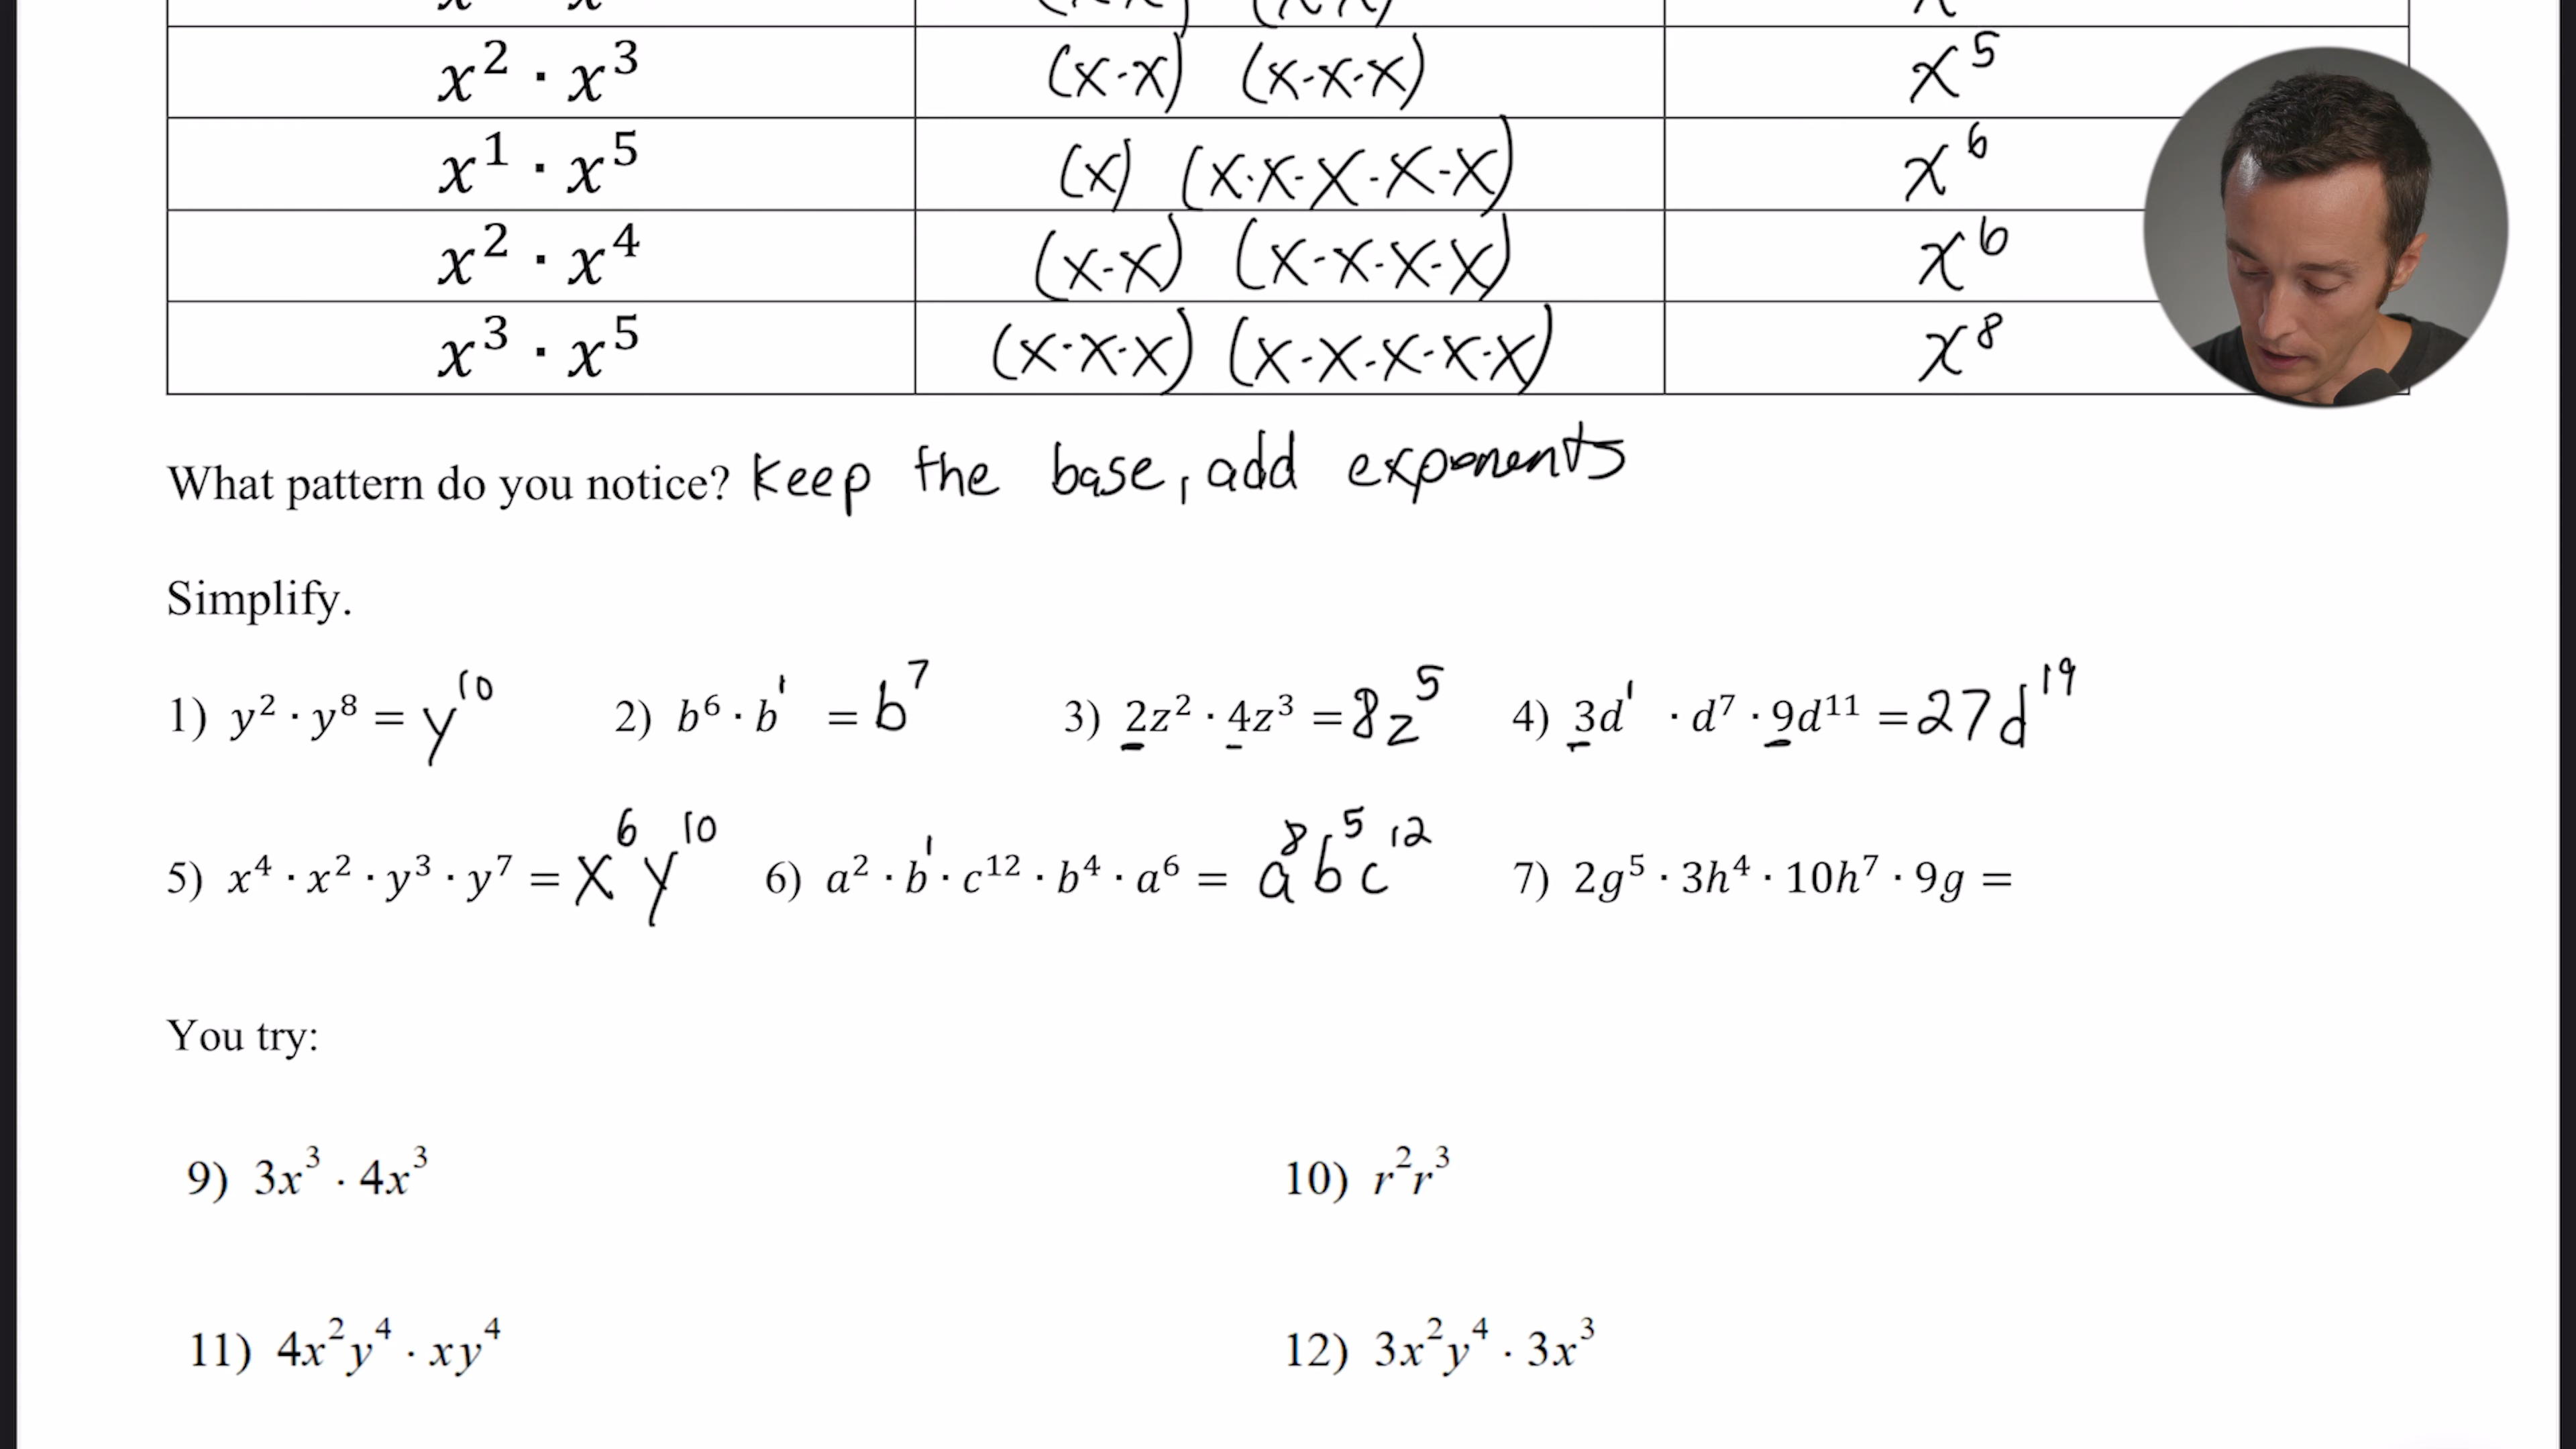 x² · x³ (x·x) (x·x·x) x⁵
x¹ · x⁵ (x) (x·x·x·x·x) x⁶
x² · x⁴ (x·x) (x·x·x·x) x⁶
x³ · x⁵ (x·x·x) (x·x·x·x·x) x⁸
What pattern do you notice? Keep the base, add exponents
Simplify.
1) y² · y⁸ = y¹⁰ 2) b⁶ · b¹ = b⁷ 3) 2z² · 4z³ = 8z⁵ 4) 3d¹ · d⁷ · 9d¹¹ = 27d¹⁹
5) x⁴ · x² · y³ · y⁷ = x⁶y¹⁰ 6) a² · b¹ · c¹² · b⁴ · a⁶ = a⁸b⁵c¹² 7) 2g⁵ · 3h⁴ · 10h⁷ · 9g =
You try:
9) 3x³ · 4x³ 10) r²r³
11) 4x²y⁴ · xy⁴ 12) 3x²y⁴ · 3x³